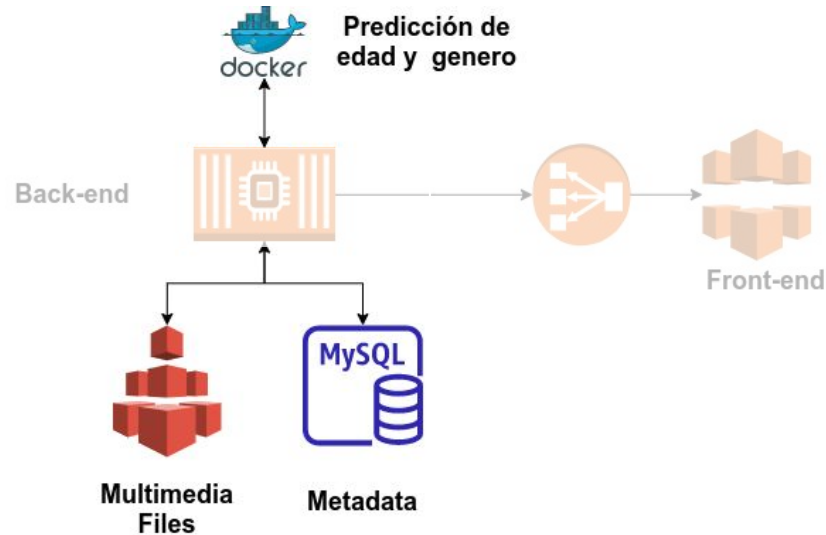 Predicción de
edad y genero
docker
Back-end
Front-end
MySQL
Multimedia
Files
Metadata